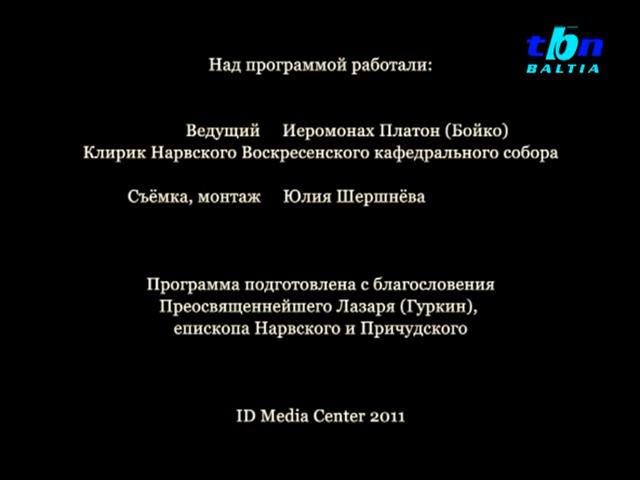 tbn
BALTIA
Над программой работали:
Ведущий Иеромонах Платон (Бойко)
Клирик Нарвского Воскресенского кафедрального собора
Съёмка, монтаж Юлия Шершнёва
Программа подготовлена с благословения
Преосвященнейшего Лазаря (Гуркин),
епископа Нарвского и Причудского
ID Media Center 2011